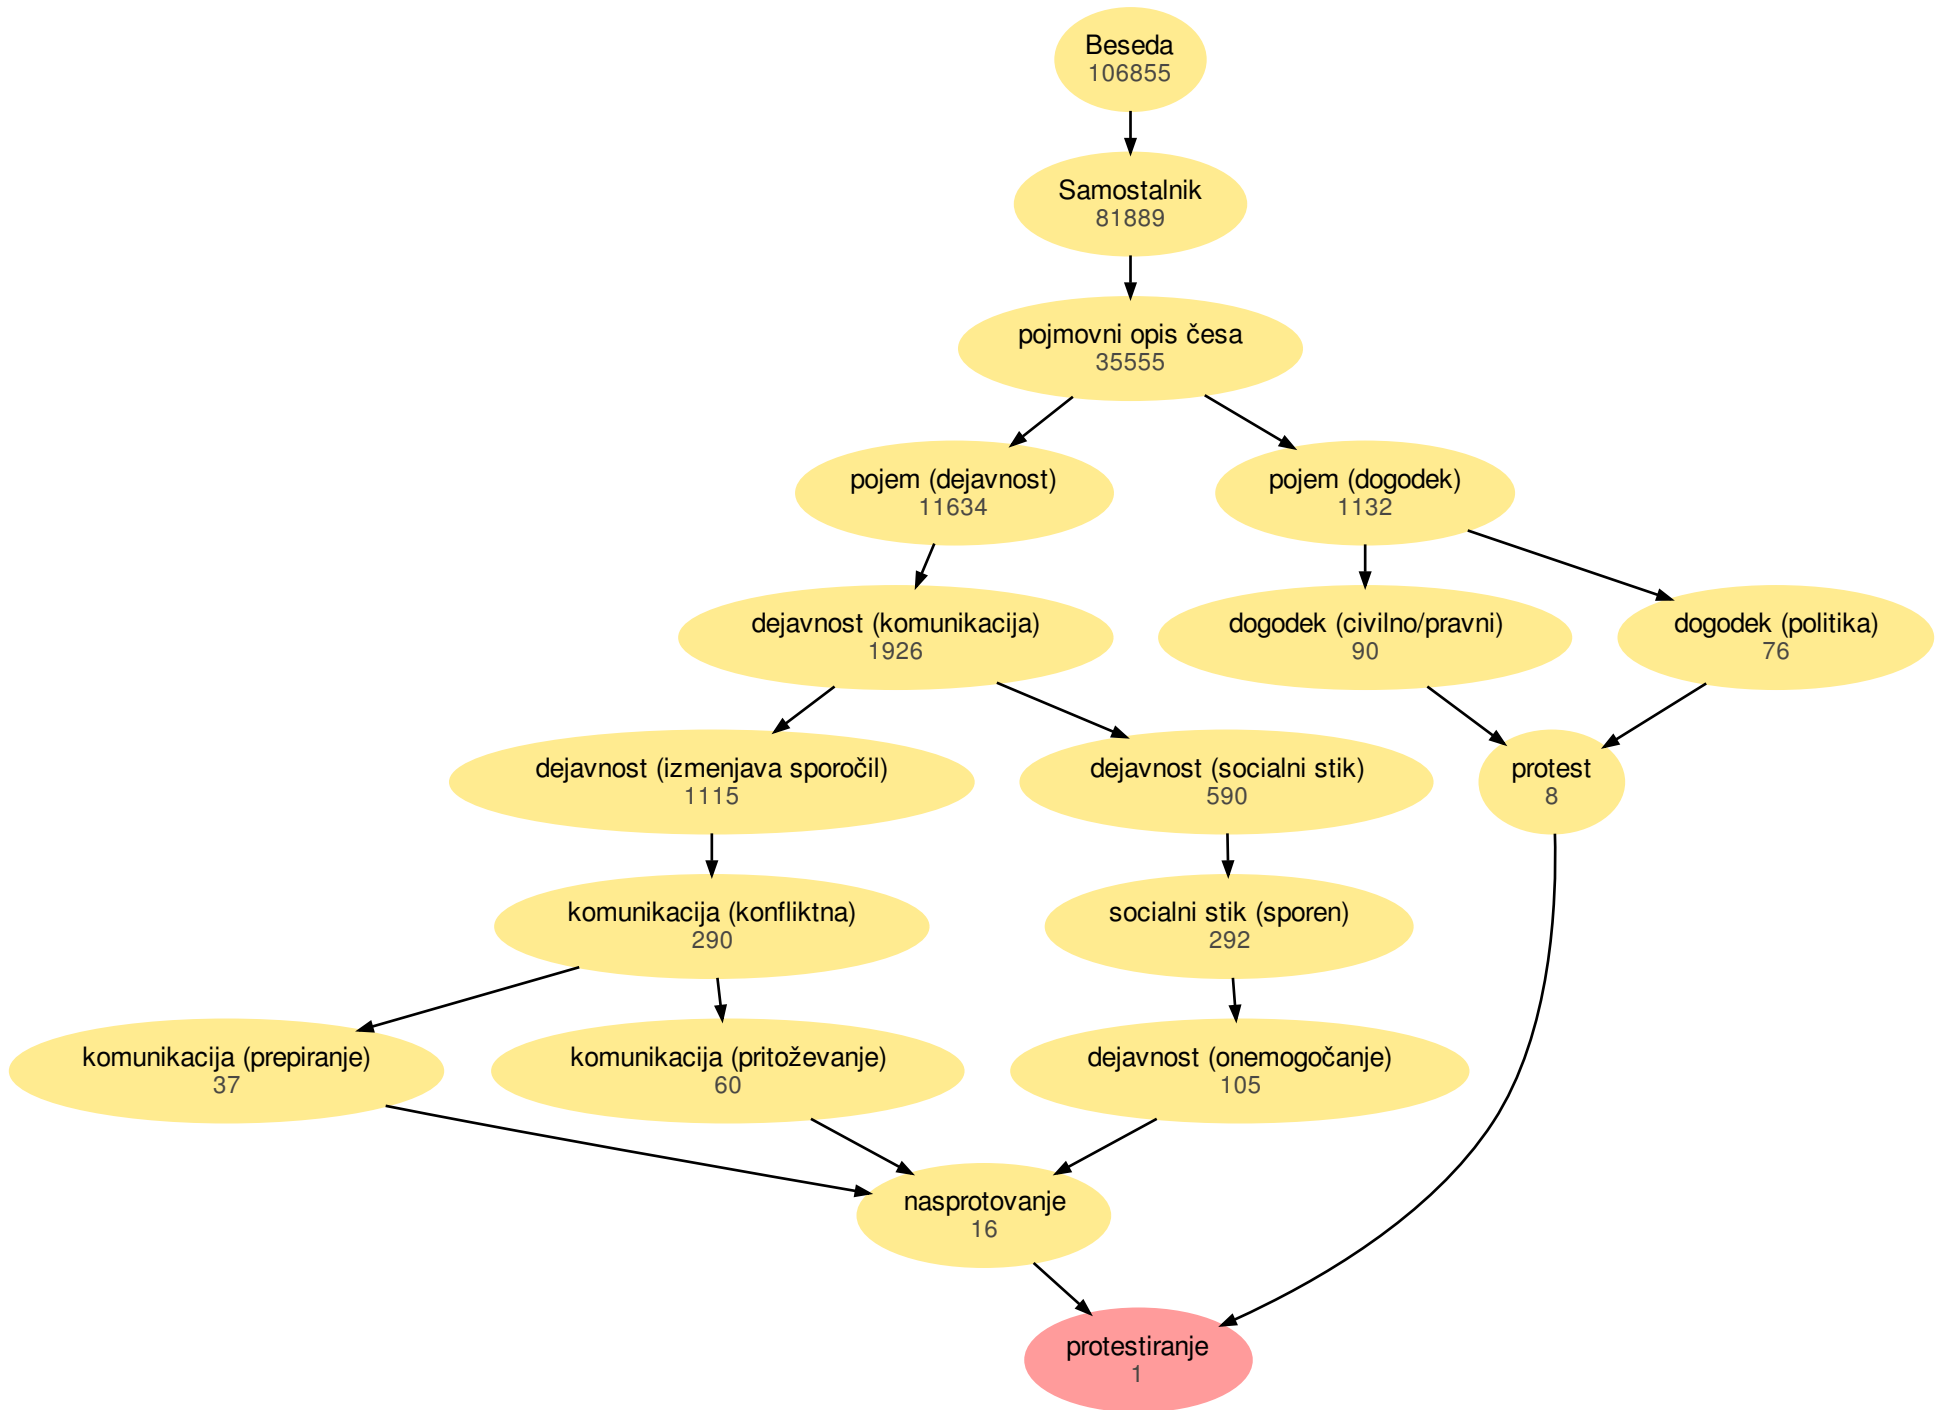 Beseda
106855
Samostalnik
81889
pojmovni opis česa
35555
pojem (dejavnost)
11634
pojem (dogodek)
1132
dejavnost (komunikacija)
1926
dogodek (civilno/pravni)
90
dogodek (politika)
76
dejavnost (izmenjava sporočil)
1115
dejavnost (socialni stik)
590
protest
8
komunikacija (konfliktna)
290
socialni stik (sporen)
292
komunikacija (prepiranje)
37
komunikacija (pritoževanje)
60
dejavnost (onemogočanje)
105
nasprotovanje
16
protestiranje
1